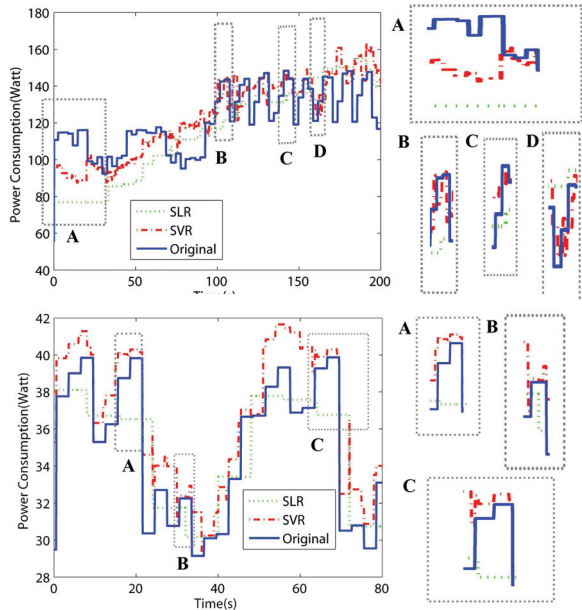 180
160
140
120
100
80
60
40
Power Consumption(Watt)
A
B
C
D
SLR
SVR
Original
0
50
100
150
200
Time(s)
A
B
C
D
42
40
38
36
34
32
30
28
Power Consumption(Watt)
A
B
C
SLR
SVR
Original
0
20
40
60
80
Time(s)
A
B
C